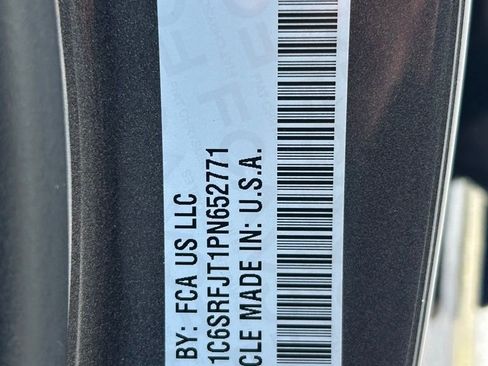 BY: FCA US LLC
1C6SRFJT1PN652771
CLE MADE IN: U.S.A.